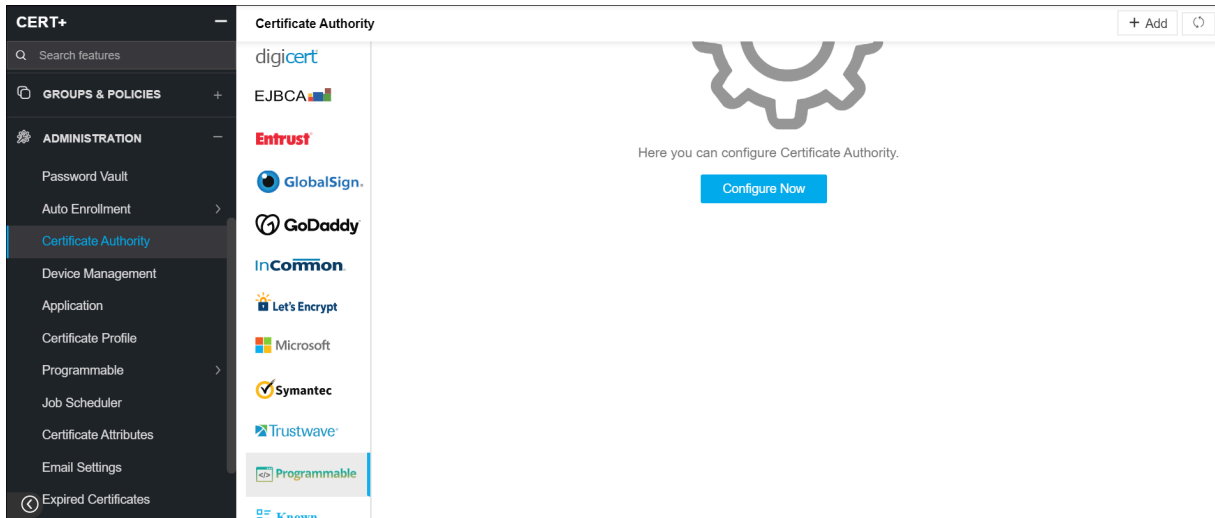 CERT+
Search features
GROUPS & POLICIES
ADMINISTRATION
Password Vault
Auto Enrollment
Certificate Authority
Device Management
Application
Certificate Profile
Programmable
Job Scheduler
Certificate Attributes
Email Settings
Expired Certificates
Certificate Authority
+ Add
digicert
EJBCA
Entrust
GlobalSign.
GoDaddy
InCommon.
Let's Encrypt
Microsoft
Symantec
Trustwave
</> Programmable
Known
Here you can configure Certificate Authority.
Configure Now